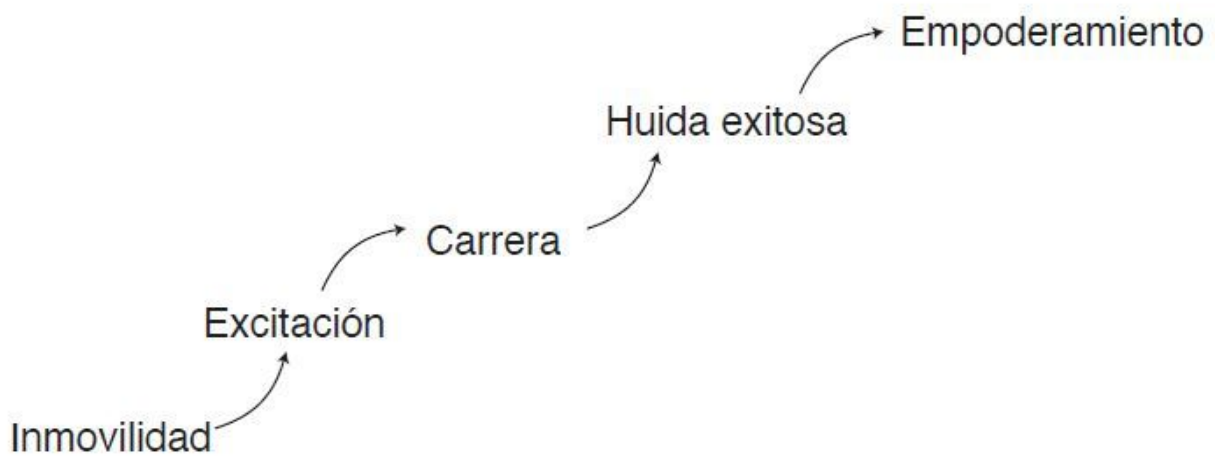 Empoderamiento
Huida exitosa
Carrera
Excitación
Inmovilidad